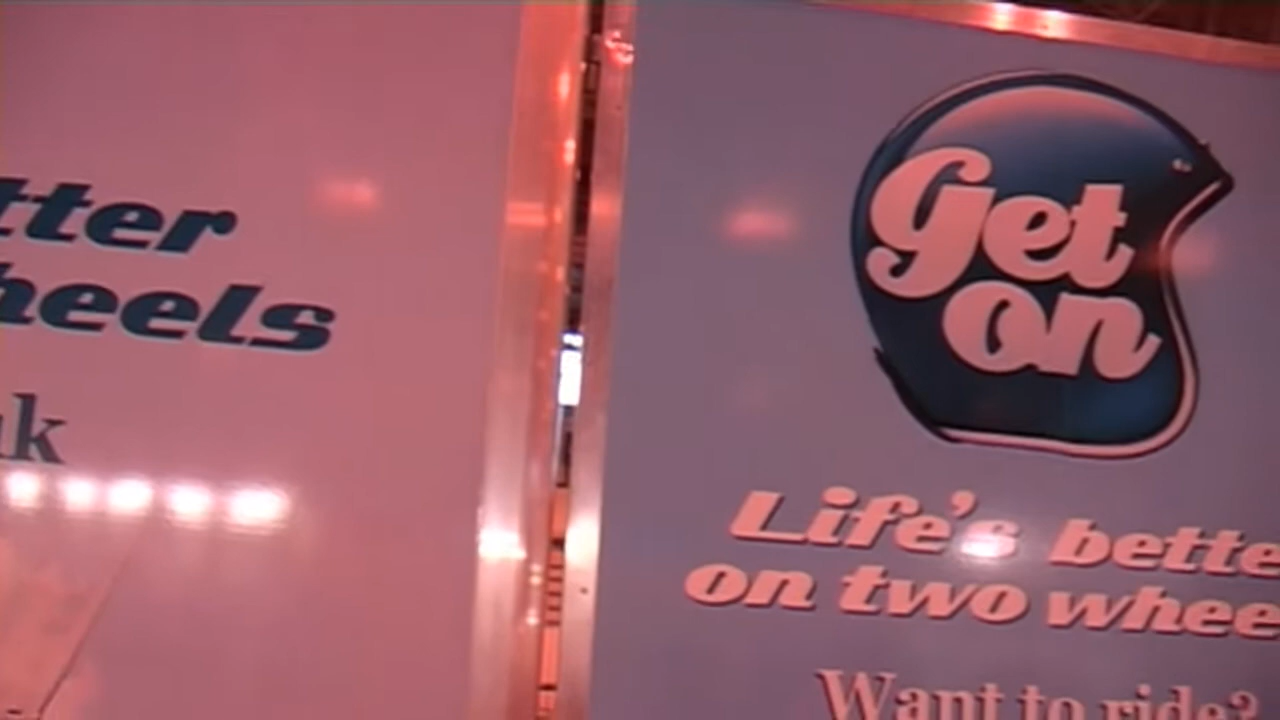 tter
heels
uk
Get
on
Life's bette
on two whee
Want to ride?